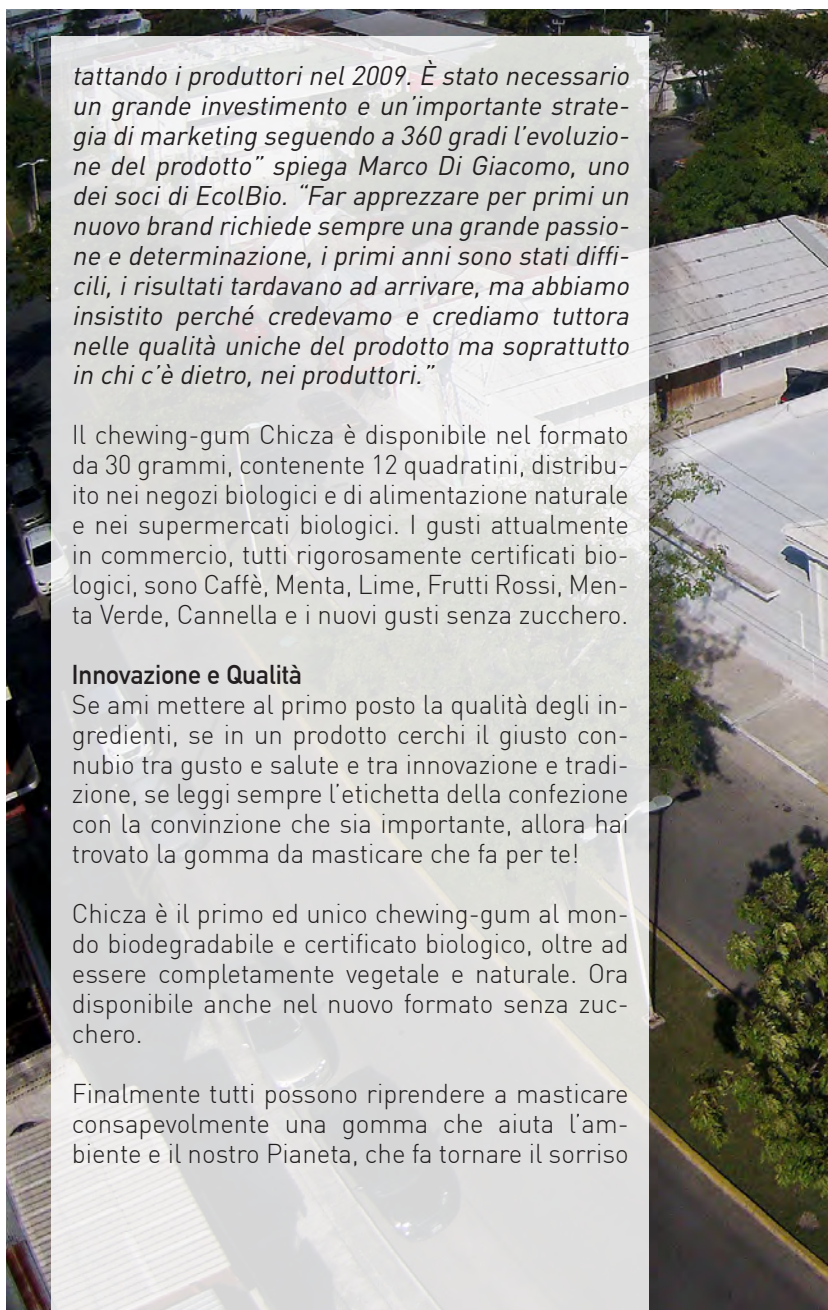 tattando i produttori nel 2009. È stato necessario
un grande investimento e un'importante strate-
gia di marketing seguendo a 360 gradi l'evoluzio-
ne del prodotto” spiega Marco Di Giacomo, uno
dei soci di EcolBio. “Far apprezzare per primi un
nuovo brand richiede sempre una grande passio-
ne e determinazione, i primi anni sono stati diffi-
cili, i risultati tardavano ad arrivare, ma abbiamo
insistito perché credevamo e crediamo tuttora
nelle qualità uniche del prodotto ma soprattutto
in chi c'è dietro, nei produttori.”
Il chewing-gum Chicza è disponibile nel formato
da 30 grammi, contenente 12 quadratini, distribu-
ito nei negozi biologici e di alimentazione naturale
e nei supermercati biologici. I gusti attualmente
in commercio, tutti rigorosamente certificati bio-
logici, sono Caffè, Menta, Lime, Frutti Rossi, Men-
ta Verde, Cannella e i nuovi gusti senza zucchero.
Innovazione e Qualità
Se ami mettere al primo posto la qualità degli in-
gredienti, se in un prodotto cerchi il giusto con-
nubio tra gusto e salute e tra innovazione e tradi-
zione, se leggi sempre l'etichetta della confezione
con la convinzione che sia importante, allora hai
trovato la gomma da masticare che fa per te!
Chicza è il primo ed unico chewing-gum al mon-
do biodegradabile e certificato biologico, oltre ad
essere completamente vegetale e naturale. Ora
disponibile anche nel nuovo formato senza zuc-
chero.
Finalmente tutti possono riprendere a masticare
consapevolmente una gomma che aiuta l'am-
biente e il nostro Pianeta, che fa tornare il sorriso